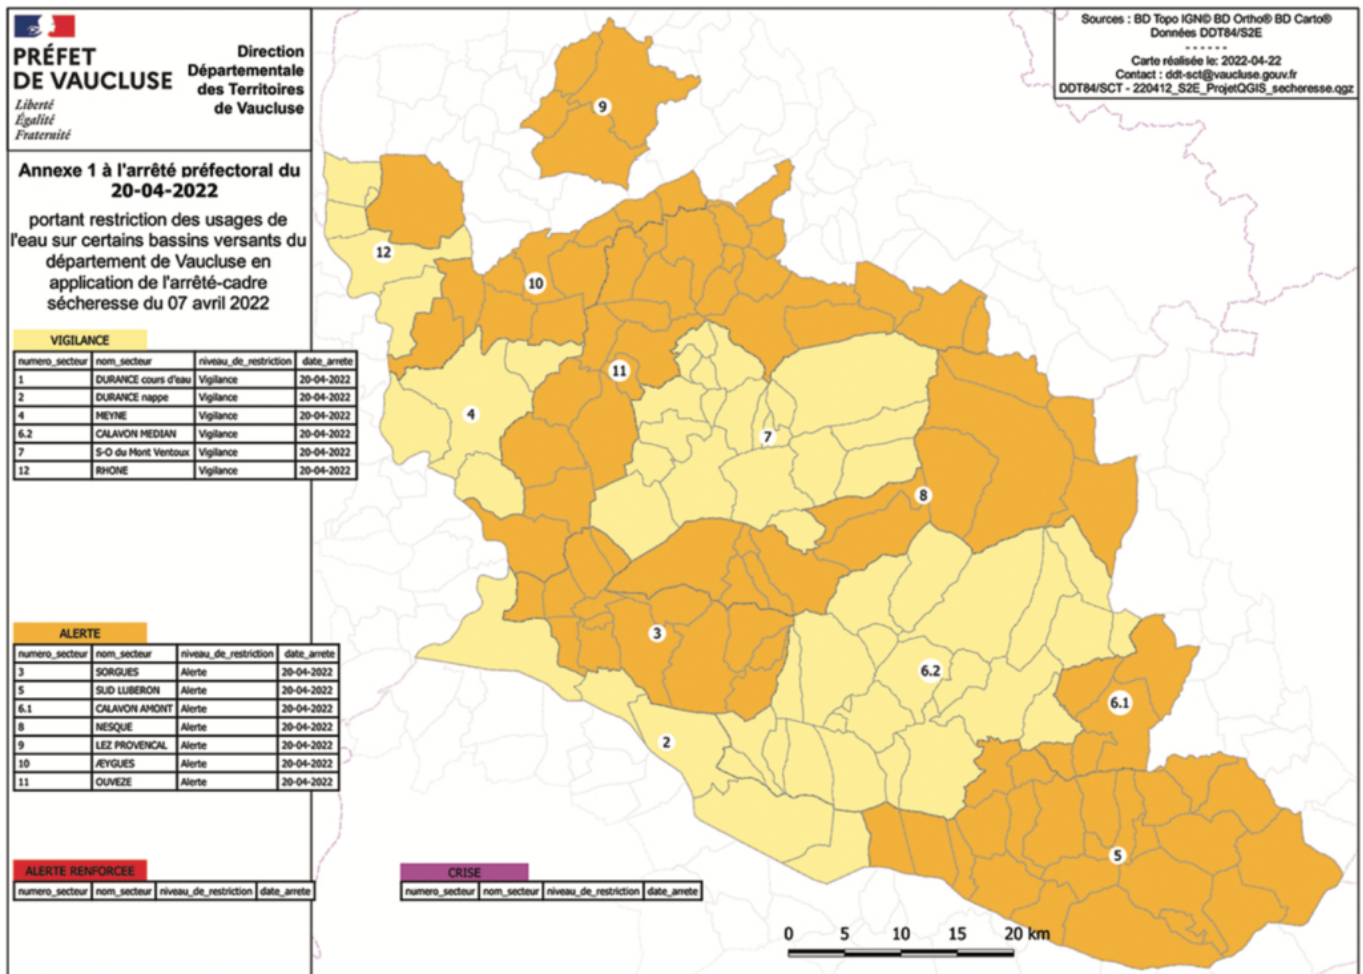 PRÉFET
DE VAUCLUSE
Liberté
Égalité
Fraternité
Direction
Départementale
des Territoires
de Vaucluse
Annexe 1 à l'arrêté préfectoral du
20-04-2022
portant restriction des usages de
l'eau sur certains bassins versants du
département de Vaucluse en
application de l'arrêté-cadre
sécheresse du 07 avril 2022
VIGILANCE
numero_secteur nom_secteur niveau_de_restriction date_arrete
1 DURANCE cours d'eau Vigilance 20-04-2022
2 DURANCE nappe Vigilance 20-04-2022
4 MEYNE Vigilance 20-04-2022
6.2 CALAVON MEDIAN Vigilance 20-04-2022
7 S-O du Mont Ventoux Vigilance 20-04-2022
12 RHONE Vigilance 20-04-2022
ALERTE
numero_secteur nom_secteur niveau_de_restriction date_arrete
3 SORGUES Alerte 20-04-2022
5 SUD LUBERON Alerte 20-04-2022
6.1 CALAVON AMONT Alerte 20-04-2022
8 NESQUE Alerte 20-04-2022
9 LEZ PROVENCAL Alerte 20-04-2022
10 ÆYGUES Alerte 20-04-2022
11 OUVEZE Alerte 20-04-2022
ALERTE RENFORCEE
numero_secteur nom_secteur niveau_de_restriction date_arrete
CRISE
numero_secteur nom_secteur niveau_de_restriction date_arrete
Sources : BD Topo IGN© BD Ortho® BD Carto®
Données DDT84/S2E
- - - - - -
Carte réalisée le: 2022-04-22
Contact : ddt-sct@vaucluse.gouv.fr
DDT84/SCT - 220412_S2E_ProjetQGIS_secheresse.qgz
9
12
10
11
4
7
8
3
6.2
6.1
2
5
0 5 10 15 20 km